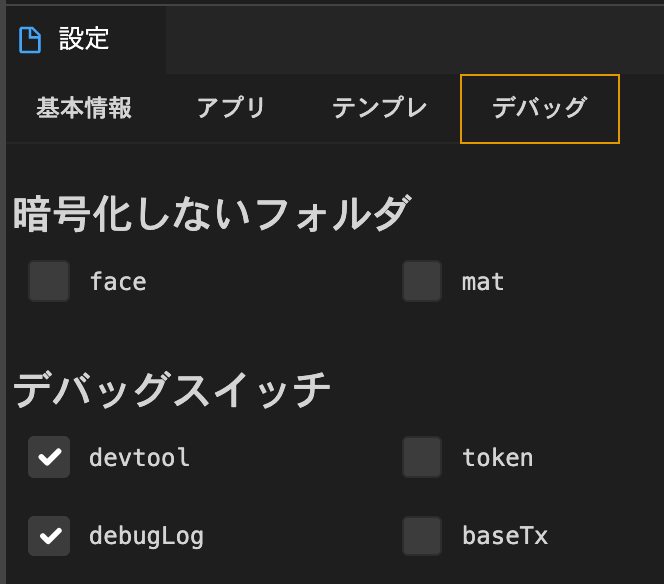 設定
基本情報 アプリ テンプレ デバッグ
暗号化しないフォルダ
face mat
デバッグスイッチ
devtool token
debugLog baseTx